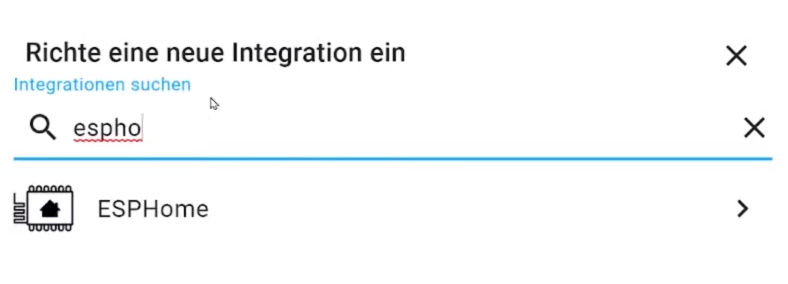 Richte eine neue Integration ein
Integrationen suchen
espho
ESPHome